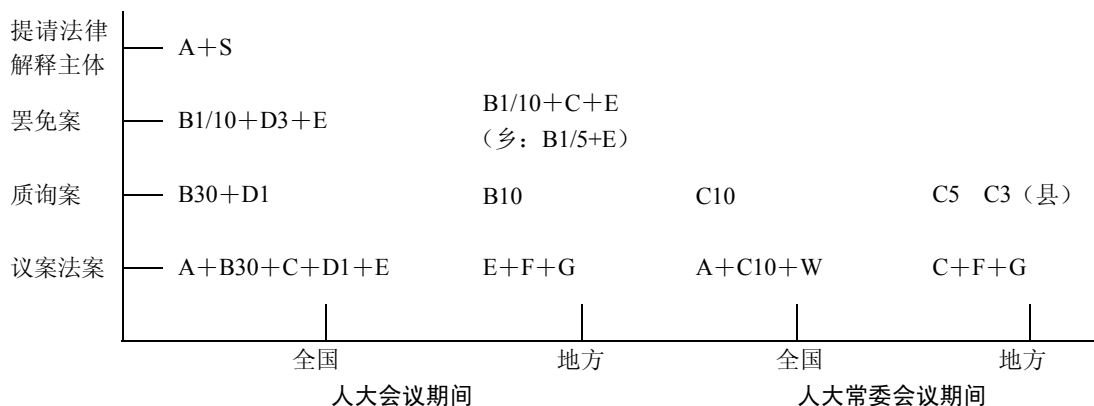 提请法律
解释主体
A＋S
罢免案
B1/10＋D3＋E
B1/10＋C＋E
（乡：B1/5+E）
质询案
B30＋D1
B10
C10
C5 C3（县）
议案法案
A＋B30＋C＋D1＋E
E＋F＋G
A＋C10＋W
C＋F＋G
全国
地方
全国
地方
人大会议期间
人大常委会议期间